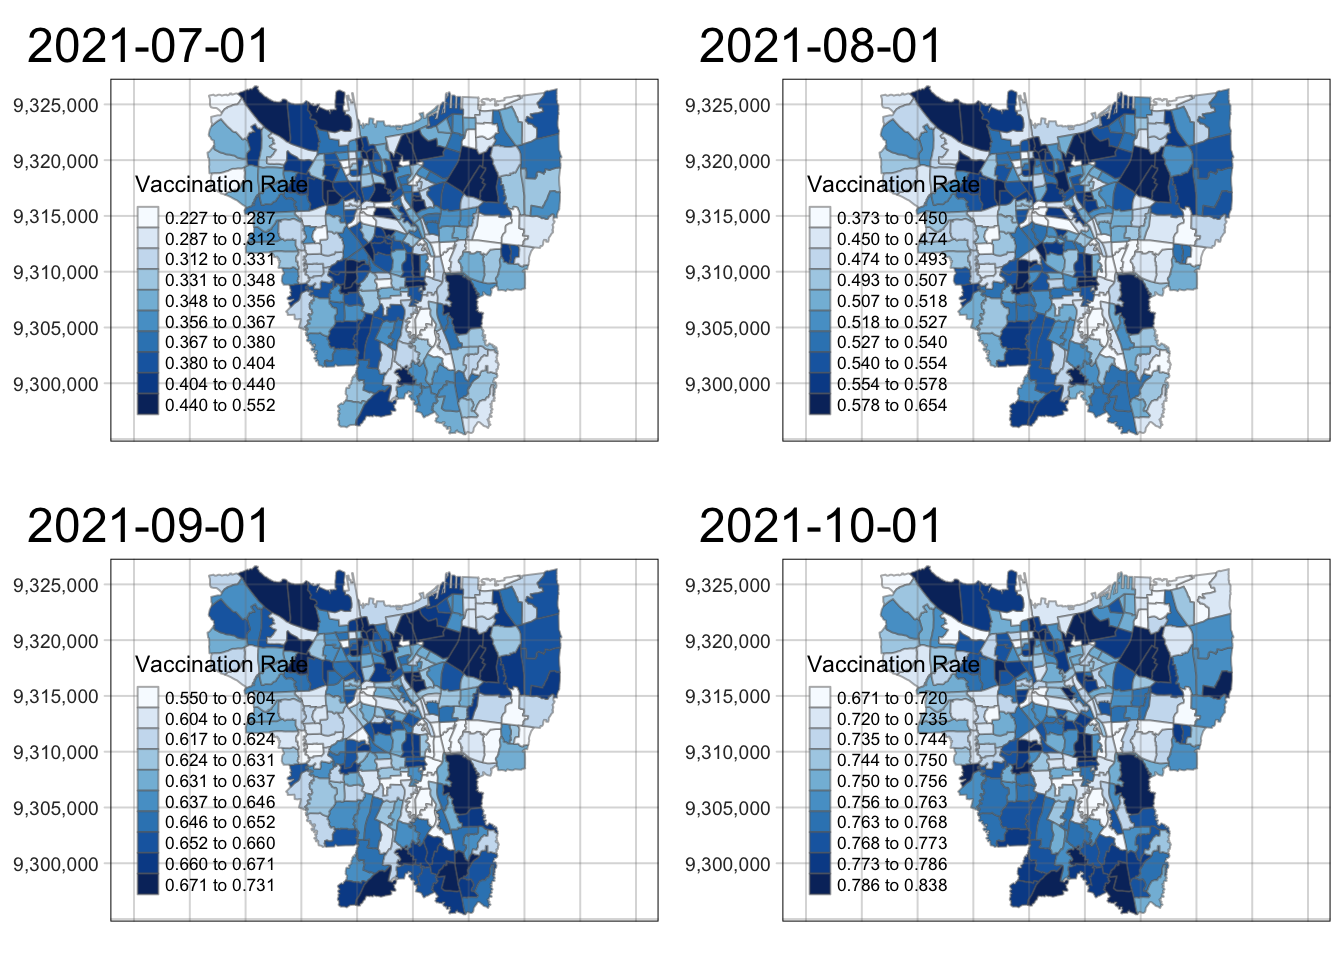 2021-07-01
9,325,000
9,320,000
9,315,000
9,310,000
9,305,000
9,300,000
Vaccination Rate
0.227 to 0.287
0.287 to 0.312
0.312 to 0.331
0.331 to 0.348
0.348 to 0.356
0.356 to 0.367
0.367 to 0.380
0.380 to 0.404
0.404 to 0.440
0.440 to 0.552
2021-08-01
9,325,000
9,320,000
9,315,000
9,310,000
9,305,000
9,300,000
Vaccination Rate
0.373 to 0.450
0.450 to 0.474
0.474 to 0.493
0.493 to 0.507
0.507 to 0.518
0.518 to 0.527
0.527 to 0.540
0.540 to 0.554
0.554 to 0.578
0.578 to 0.654
2021-09-01
9,325,000
9,320,000
9,315,000
9,310,000
9,305,000
9,300,000
Vaccination Rate
0.550 to 0.604
0.604 to 0.617
0.617 to 0.624
0.624 to 0.631
0.631 to 0.637
0.637 to 0.646
0.646 to 0.652
0.652 to 0.660
0.660 to 0.671
0.671 to 0.731
2021-10-01
9,325,000
9,320,000
9,315,000
9,310,000
9,305,000
9,300,000
Vaccination Rate
0.671 to 0.720
0.720 to 0.735
0.735 to 0.744
0.744 to 0.750
0.750 to 0.756
0.756 to 0.763
0.763 to 0.768
0.768 to 0.773
0.773 to 0.786
0.786 to 0.838